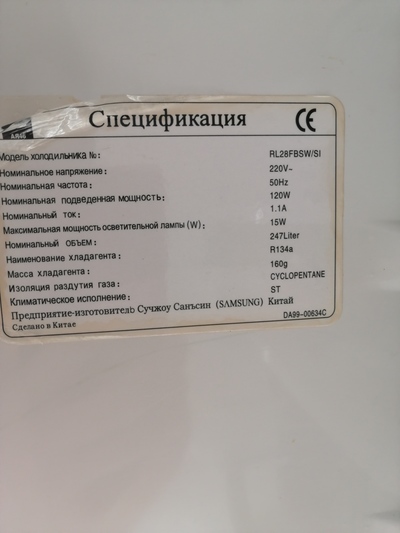 Спецификация
CE
Модель холодильника №: RL28FBSW/SI
Номинальное напряжение: 220V~
Номинальная частота: 50Hz
Номинальная подведенная мощность: 120W
Номинальный ток: 1.1A
Максимальная мощность осветительной лампы (W) : 15W
Номинальный ОБЪЕМ: 247Liter
Наименование хладагента: R134a
Масса хладагента: 160g
Изоляция раздутия газа: CYCLOPENTANE
Климатическое исполнение: ST
Предприятие-изготовитель Сучжоу Санъсин (SAMSUNG) Китай
Сделано в Китае
DA99-00634C